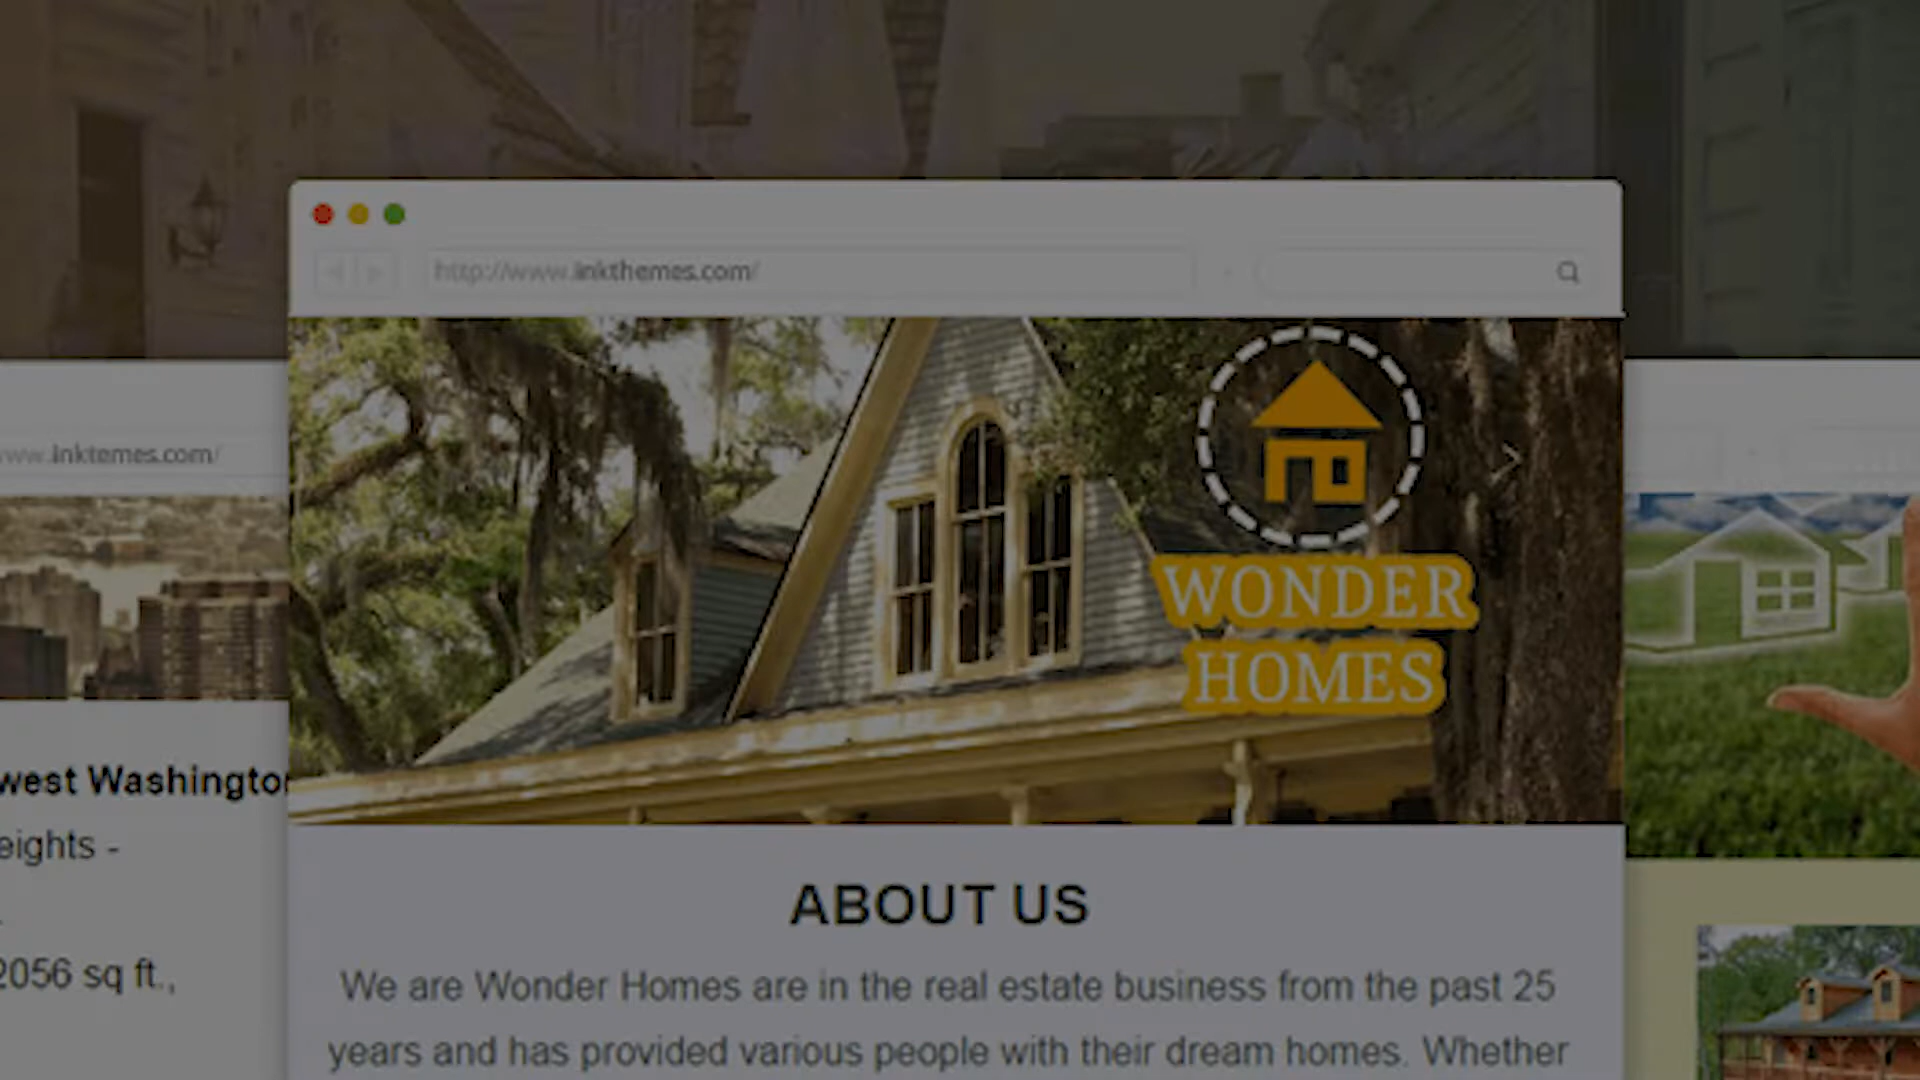 http://www.inkthemes.com/
www.inktemes.com/
WONDER
HOMES
west Washington
eights -
2056 sq ft.,
ABOUT US
We are Wonder Homes are in the real estate business from the past 25
years and has provided various people with their dream homes. Whether